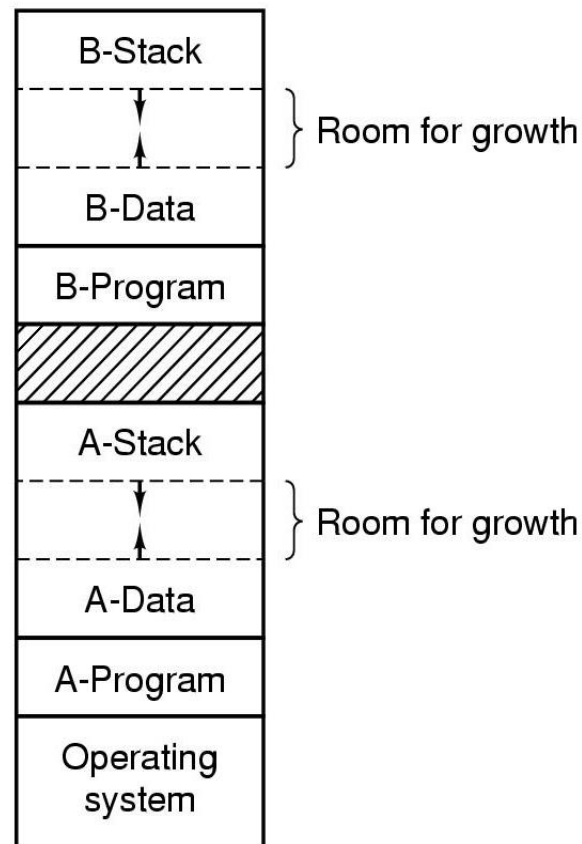 B-Stack
Room for growth
B-Data
B-Program
A-Stack
Room for growth
A-Data
A-Program
Operating
system